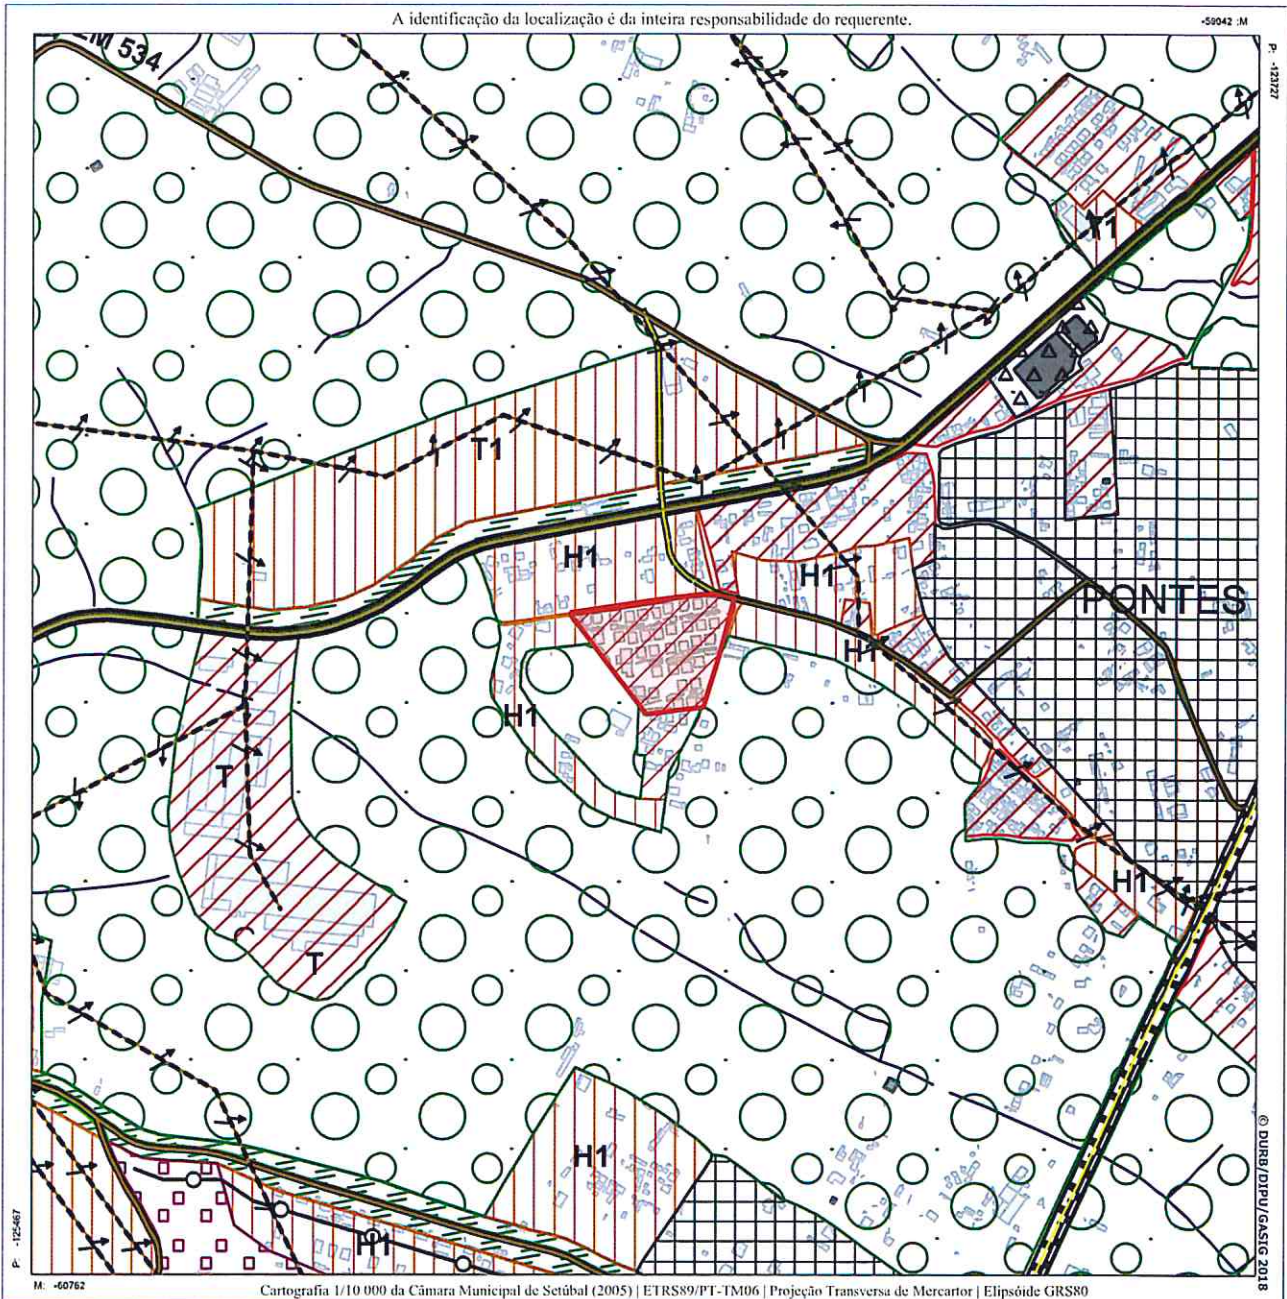 A identificação da localização é da inteira responsabilidade do requerente.
-59042 :M
P: -123727
EM 534
T1
T1
H1
H1
PONTES
H1
H1
T
H1
T
H1
H1
© DURB/DIPU/GASIG 2018
P: -125467
M: -60762
Cartografia 1/10 000 da Câmara Municipal de Setúbal (2005) | ETRS89/PT-TM06 | Projeção Transversa de Mercartor | Elipsóide GRS80